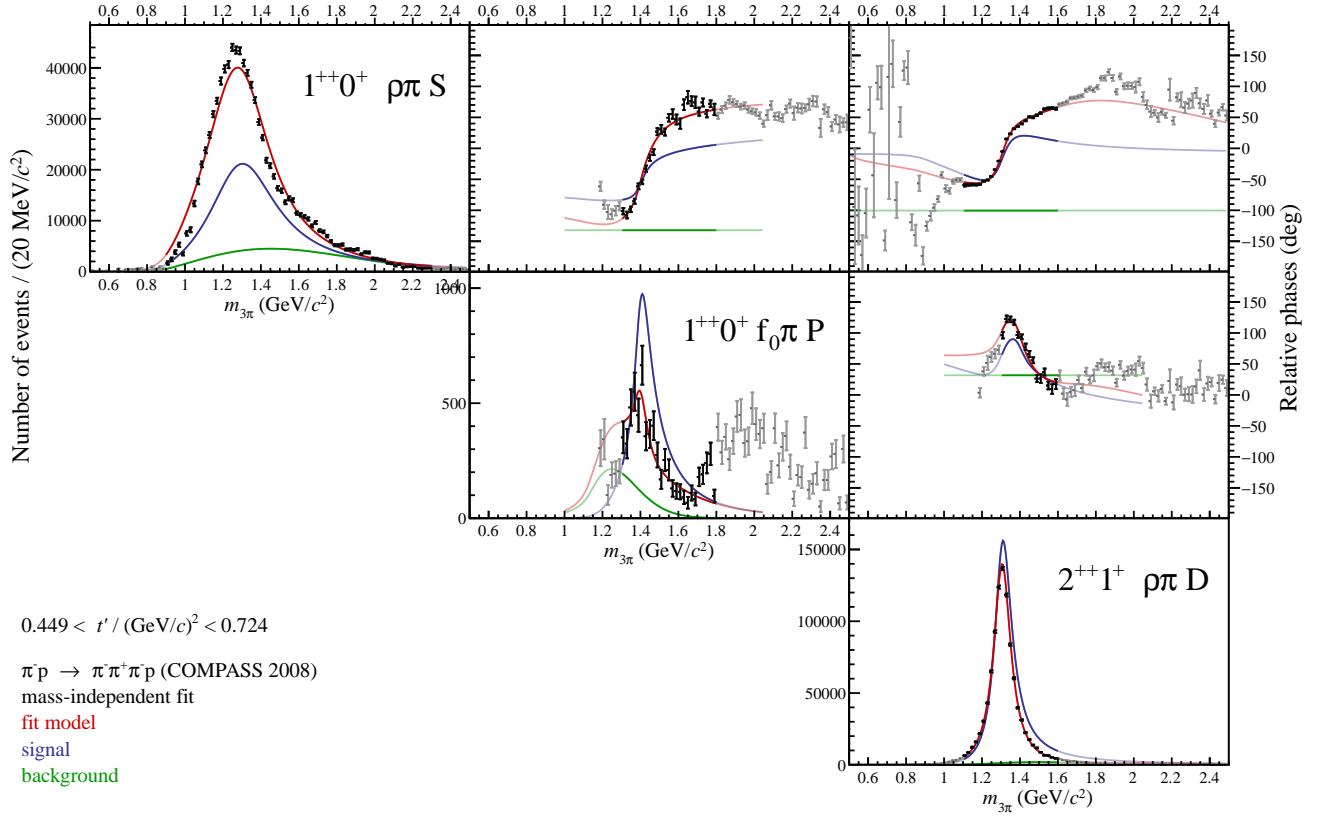 0.6 0.8 1 1.2 1.4 1.6 1.8 2 2.2 2.4 0.6 0.8 1 1.2 1.4 1.6 1.8 2 2.2 2.4 0.6 0.8 1 1.2 1.4 1.6 1.8 2 2.2 2.4
Number of events / (20 MeV/c²)
40000
30000
20000
10000
0
1⁺⁺0⁺ ρπ S
0.6 0.8 1 1.2 1.4 1.6 1.8 2 2.2 2.4
m₃π (GeV/c²)
150
100
50
0
−50
−100
−150
Relative phases (deg)
1000
500
0
1⁺⁺0⁺ f₀π P
0.6 0.8 1 1.2 1.4 1.6 1.8 2 2.2 2.4
m₃π (GeV/c²)
150
100
50
0
−50
−100
−150
150000
100000
50000
0
2⁺⁺1⁺ ρπ D
0.6 0.8 1 1.2 1.4 1.6 1.8 2 2.2 2.4
m₃π (GeV/c²)
0.449 < t′ / (GeV/c)² < 0.724
π⁻p → π⁻π⁺π⁻p (COMPASS 2008)
mass-independent fit
fit model
signal
background